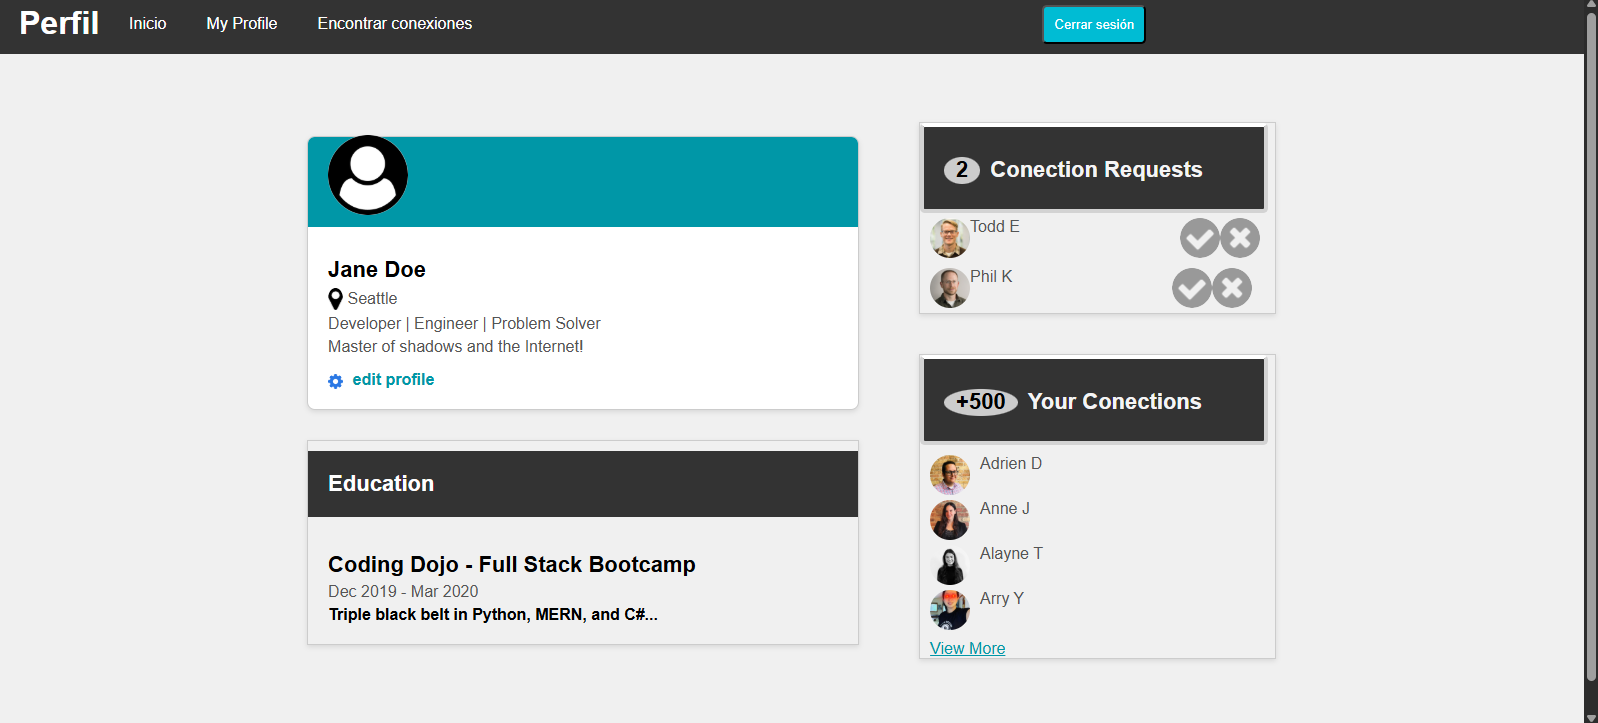 Perfil
Inicio
My Profile
Encontrar conexiones
Cerrar sesión
Jane Doe
Seattle
Developer | Engineer | Problem Solver
Master of shadows and the Internet!
edit profile
Education
Coding Dojo - Full Stack Bootcamp
Dec 2019 - Mar 2020
Triple black belt in Python, MERN, and C#...
2 Conection Requests
Todd E
Phil K
+500 Your Conections
Adrien D
Anne J
Alayne T
Arry Y
View More